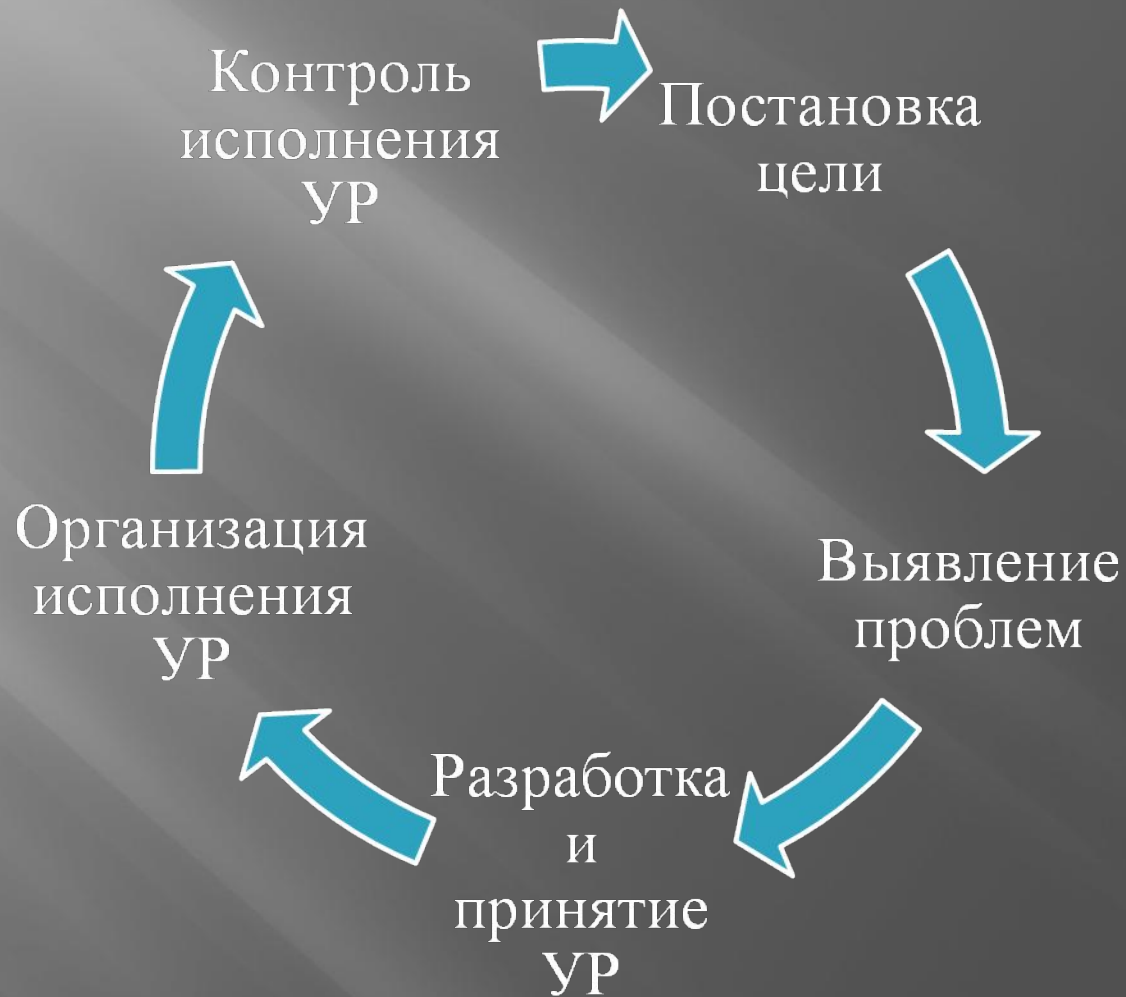 Контроль
исполнения
УР
Постановка
цели
Выявление
проблем
Разработка
и
принятие
УР
Организация
исполнения
УР